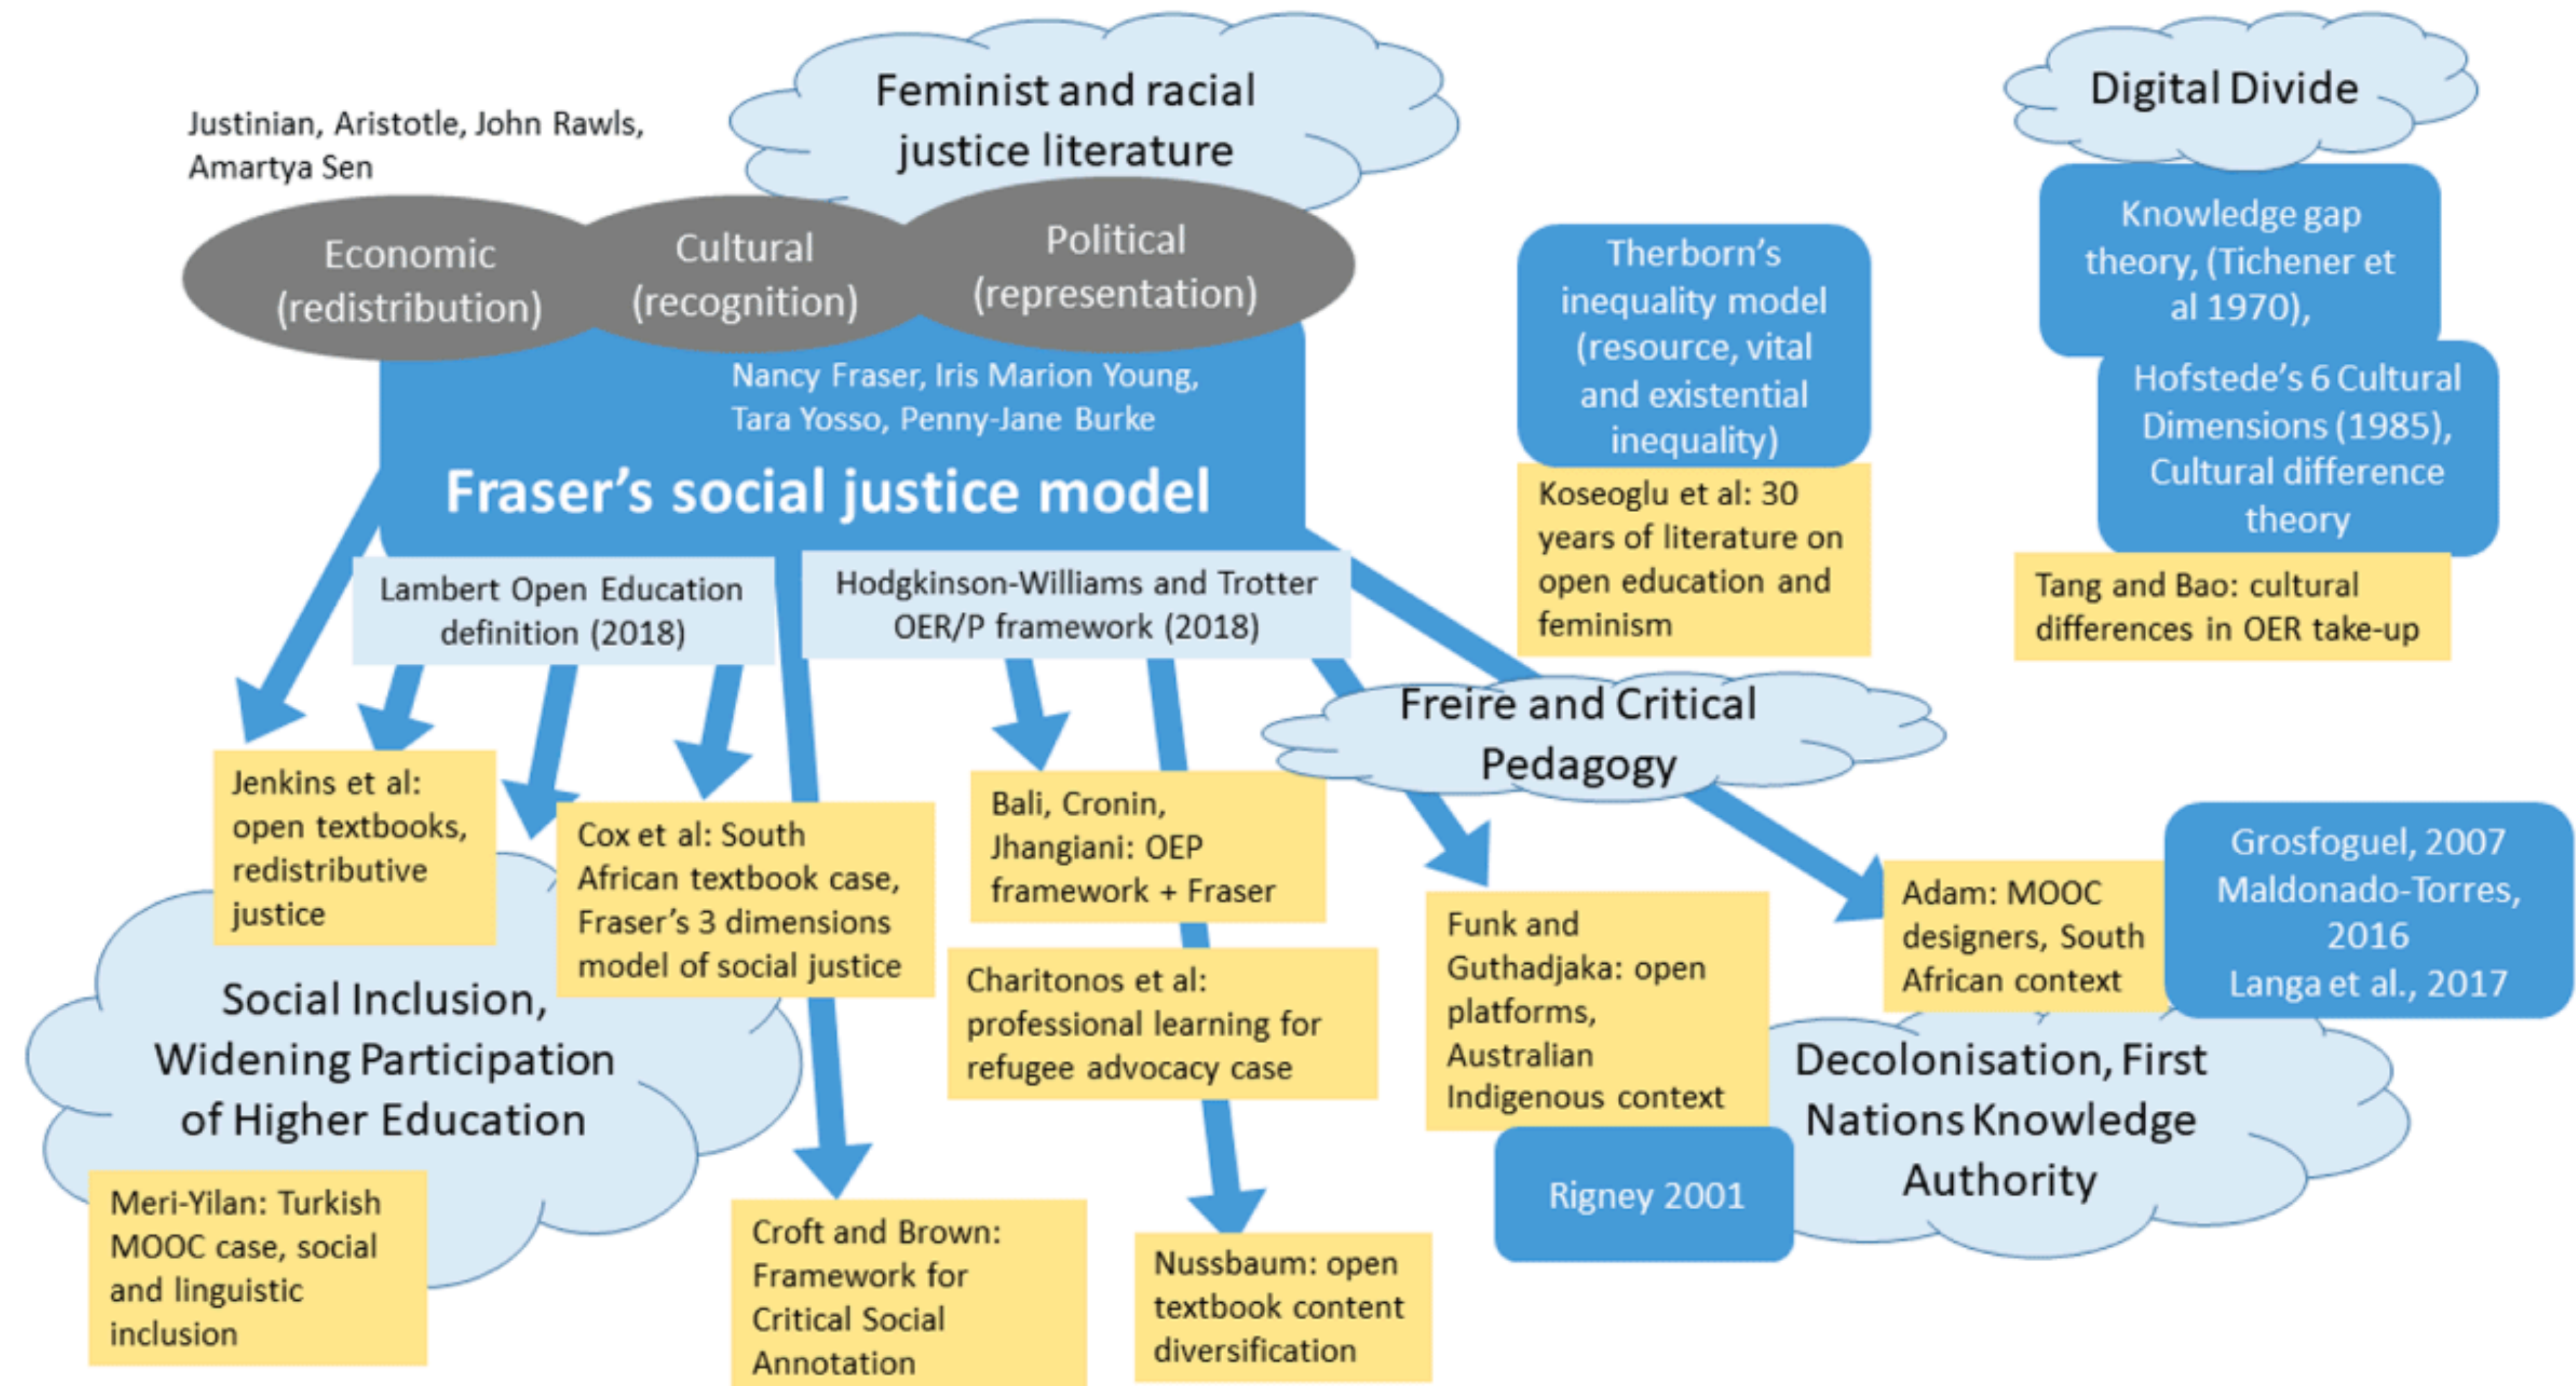 Feminist and racial
justice literature
Digital Divide
Justinian, Aristotle, John Rawls,
Amartya Sen
Economic
(redistribution)
Cultural
(recognition)
Political
(representation)
Knowledge gap
theory, (Tichener et
al 1970),
Therborn's
inequality model
(resource, vital
and existential
inequality)
Nancy Fraser, Iris Marion Young,
Tara Yosso, Penny-Jane Burke
Hofstede's 6 Cultural
Dimensions (1985),
Cultural difference
theory
Fraser's social justice model
Koseoglu et al: 30
years of literature on
open education and
feminism
Lambert Open Education
definition (2018)
Hodgkinson-Williams and Trotter
OER/P framework (2018)
Tang and Bao: cultural
differences in OER take-up
Freire and Critical
Pedagogy
Jenkins et al:
open textbooks,
redistributive
justice
Cox et al: South
African textbook case,
Fraser's 3 dimensions
model of social justice
Bali, Cronin,
Jhangiani: OEP
framework + Fraser
Funk and
Guthadjaka: open
platforms,
Australian
Indigenous context
Adam: MOOC
designers, South
African context
Grosfoguel, 2007
Maldonado-Torres,
2016
Langa et al., 2017
Charitonos et al:
professional learning for
refugee advocacy case
Social Inclusion,
Widening Participation
of Higher Education
Decolonisation, First
Nations Knowledge
Authority
Rigney 2001
Meri-Yilan: Turkish
MOOC case, social
and linguistic
inclusion
Croft and Brown:
Framework for
Critical Social
Annotation
Nussbaum: open
textbook content
diversification